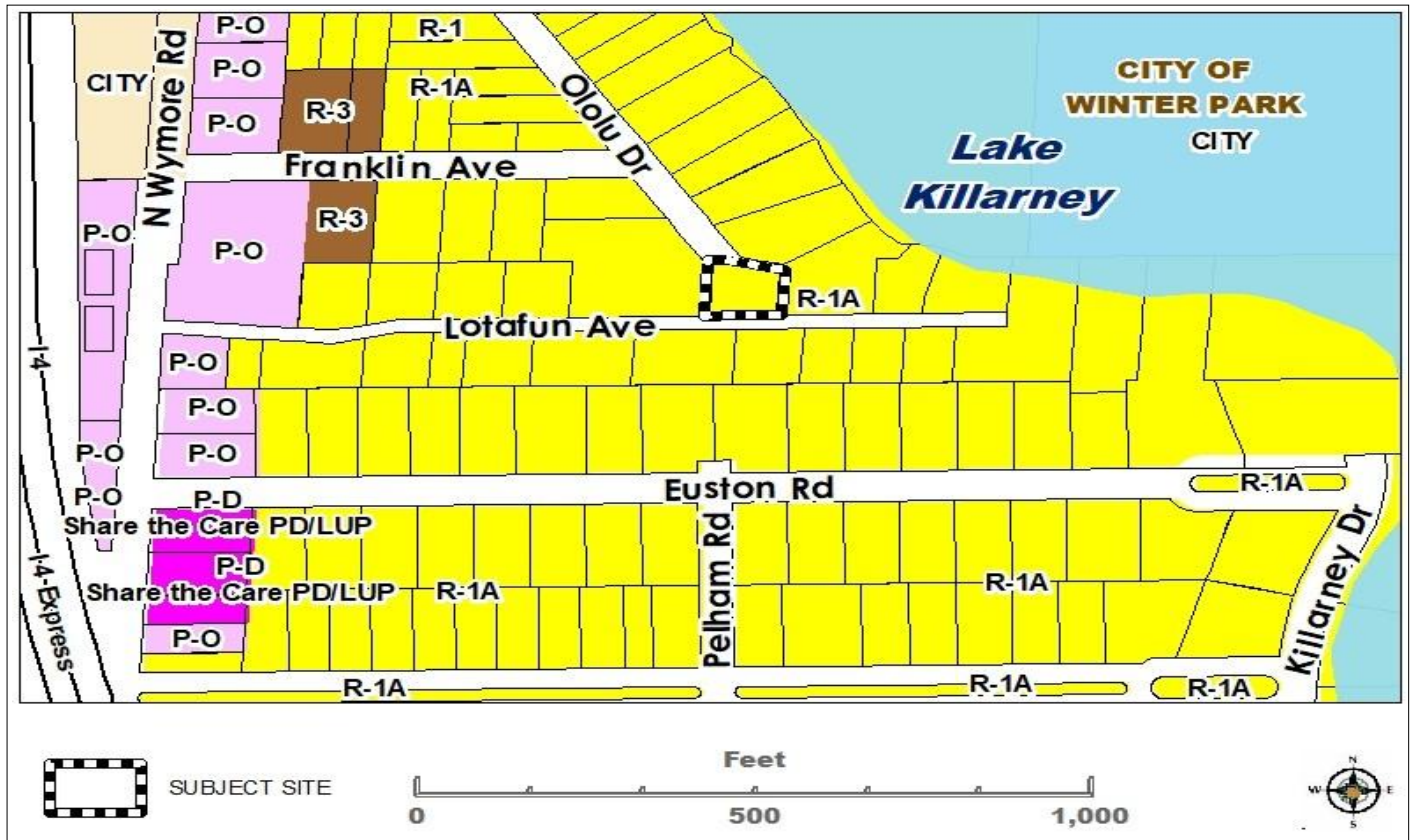 P-O
R-1
CITY
N Wymore Rd
P-O
R-3
R-1A
Ololu Dr
CITY OF
WINTER PARK
CITY
P-O
Lake
Killarney
Franklin Ave
R-3
P-O
P-O
R-1A
Lotafun Ave
I-4
P-O
P-O
P-O
P-O
P-O
P-D
Euston Rd
R-1A
Share the Care PD/LUP
P-D
Share the Care PD/LUP
R-1A
R-1A
Pelham Rd
Killarney Dr
I-4-Express
P-O
R-1A
R-1A
R-1A
SUBJECT SITE
Feet
0
500
1,000
N
W
E
S